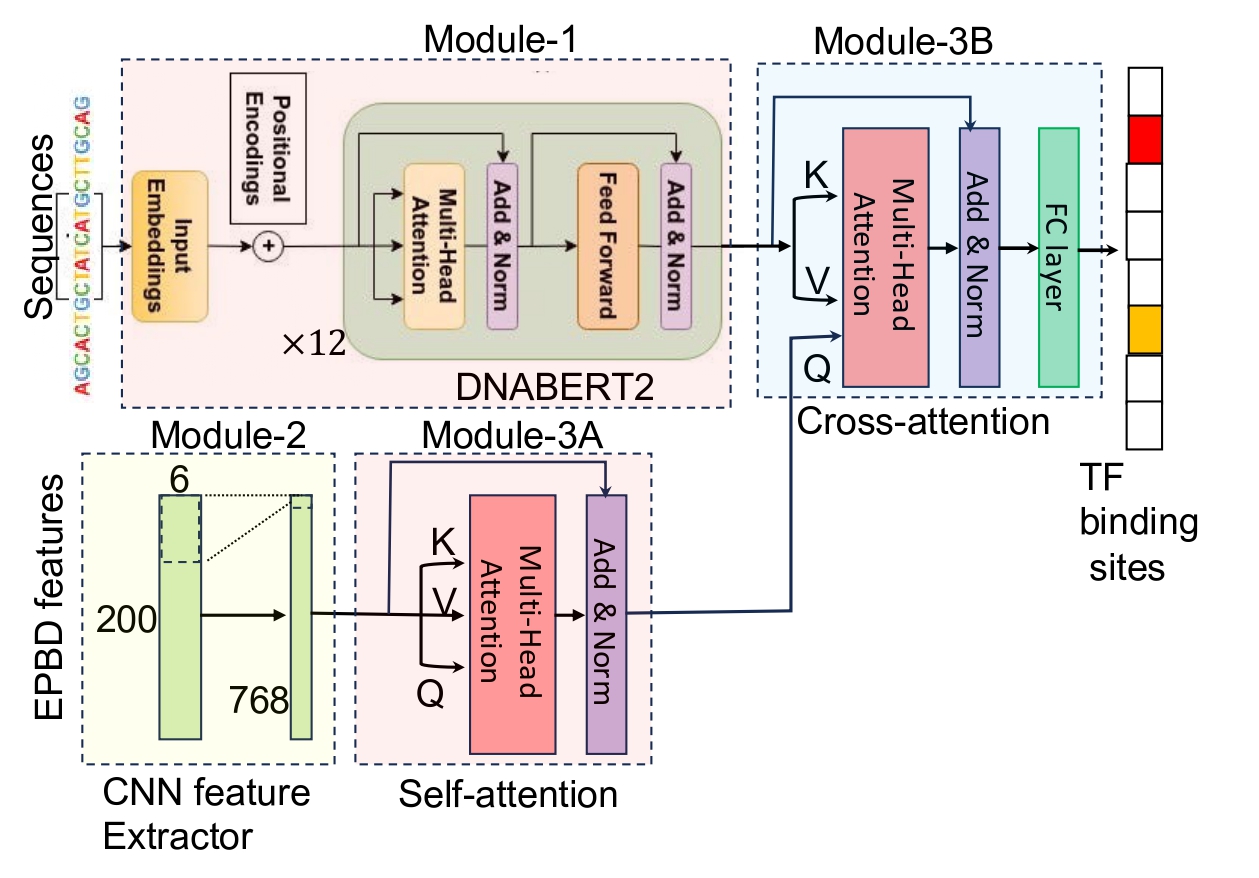 Module-1
Module-3B
Sequences
AGCACTGCTATCATGCTTGCAG
Input
Embeddings
Positional
Encodings
+
Multi-Head
Attention
Add & Norm
Feed Forward
Add & Norm
×12
DNABERT2
K
V
Q
Multi-Head
Attention
Add & Norm
FC layer
Cross-attention
TF
binding
sites
Module-2
Module-3A
EPBD features
6
200
768
CNN feature
Extractor
K
V
Q
Multi-Head
Attention
Add & Norm
Self-attention